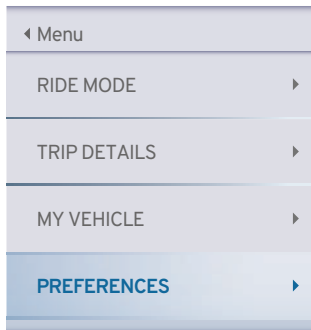 Menu
RIDE MODE
TRIP DETAILS
MY VEHICLE
PREFERENCES